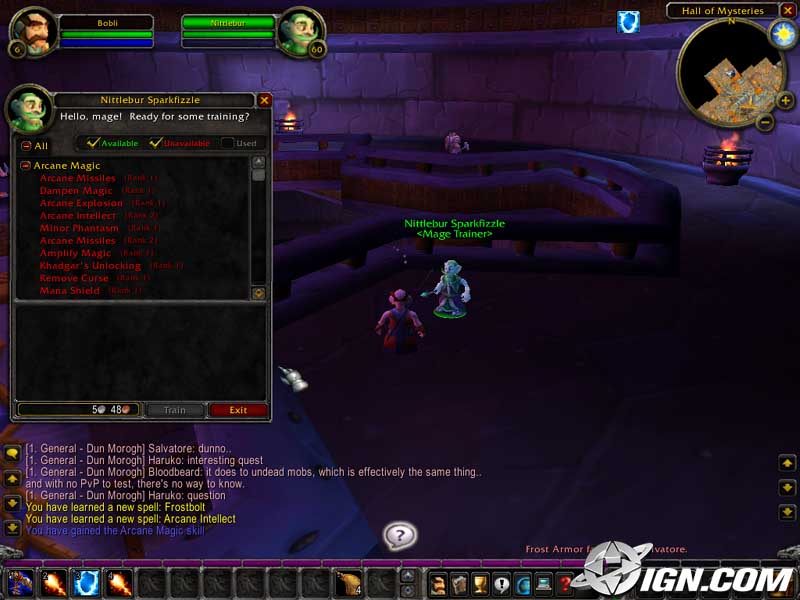 Bobli
Nittlebur
Hall of Mysteries
N
6
60
Nittlebur Sparkfizzle
Hello, mage! Ready for some training?
All
Available
Unavailable
Used
Arcane Magic
Arcane Missiles (Rank 1)
Dampen Magic (Rank 1)
Arcane Explosion (Rank 1)
Arcane Intellect (Rank 2)
Minor Phantasm (Rank 1)
Arcane Missiles (Rank 2)
Amplify Magic (Rank 1)
Khadgar's Unlocking (Rank 1)
Remove Curse (Rank 1)
Mana Shield (Rank 1)
5 48
Train
Exit
Nittlebur Sparkfizzle
<Mage Trainer>
[1. General - Dun Morogh] Salvatore: dunno..
[1. General - Dun Morogh] Haruko: interesting quest
[1. General - Dun Morogh] Bloodbeard: it does to undead mobs, which is effectively the same thing..
and with no PvP to test, there's no way to know.
[1. General - Dun Morogh] Haruko: question
You have learned a new spell: Frostbolt
You have learned a new spell: Arcane Intellect
You have gained the Arcane Magic skill
?
Frost Armor
2
4
4
IGN.COM